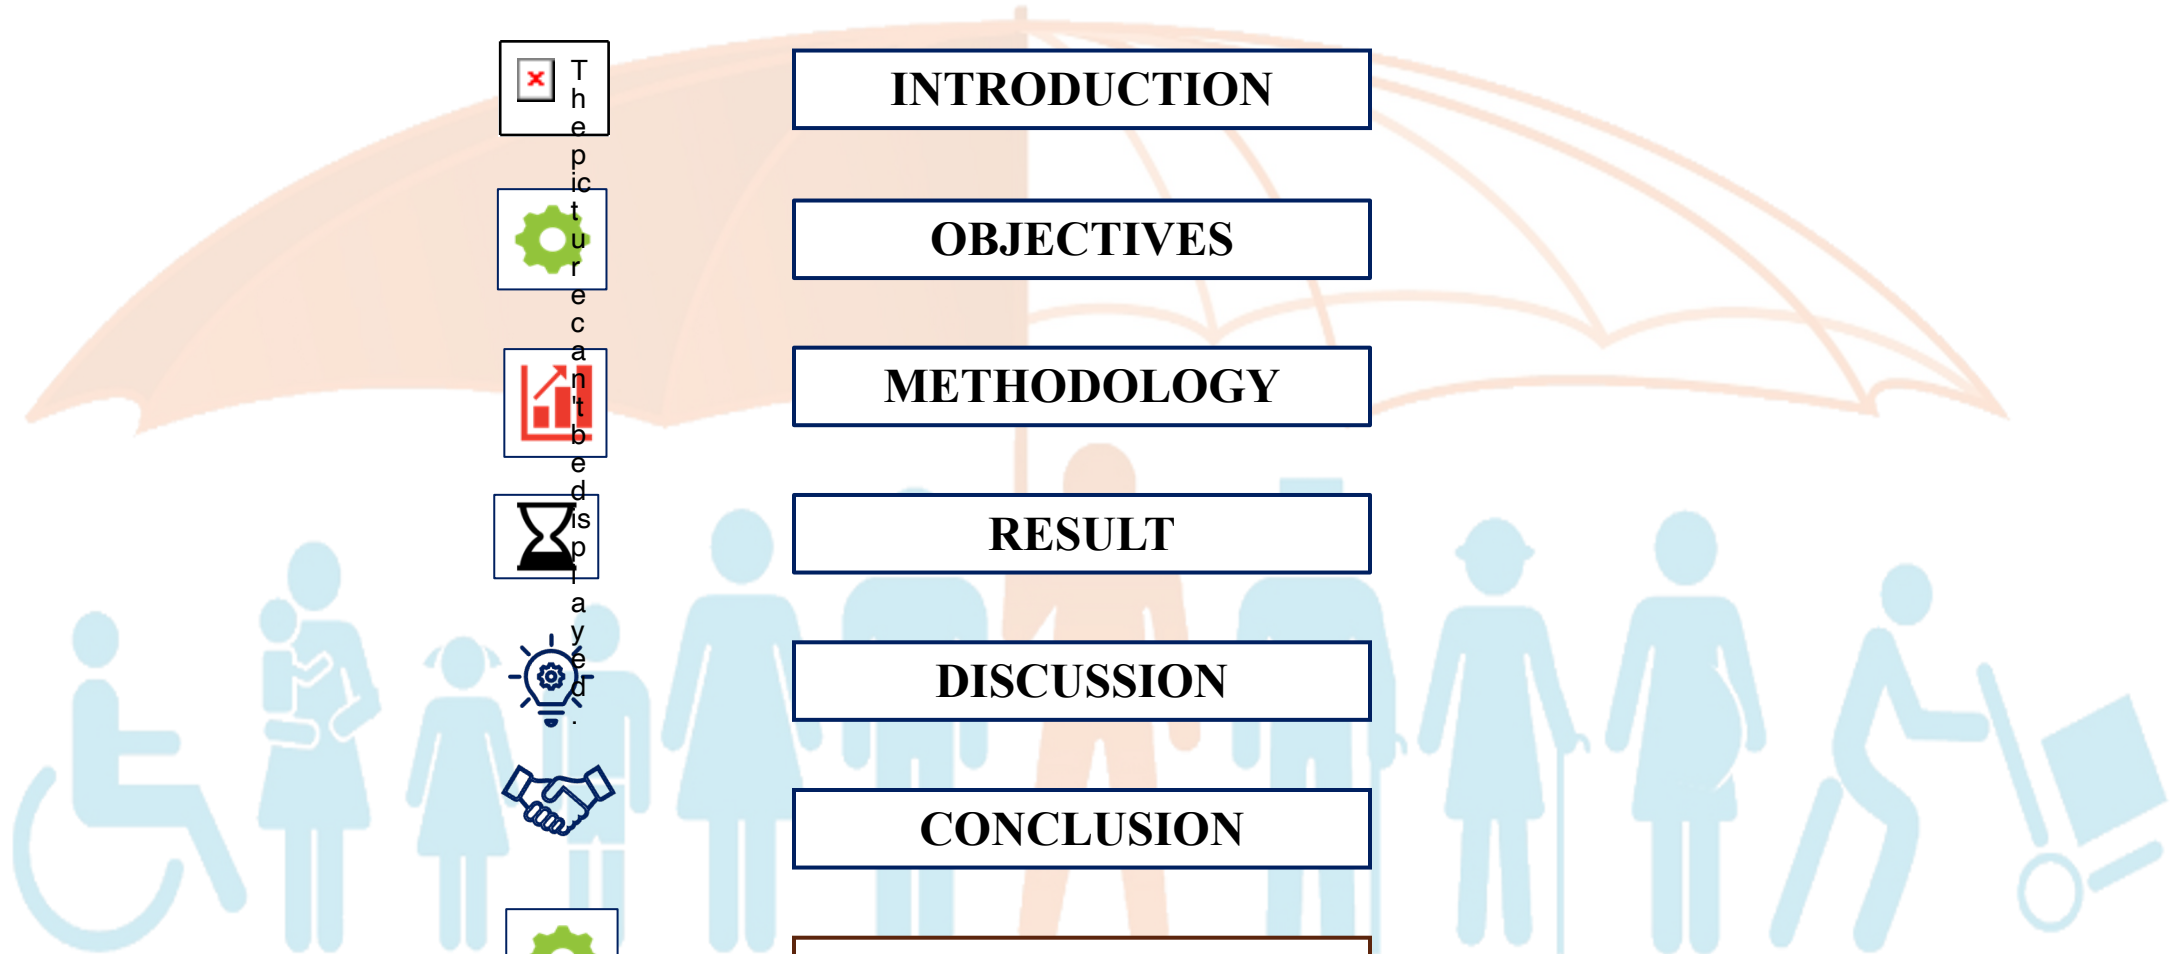 The picture can't be displayed.
INTRODUCTION
OBJECTIVES
METHODOLOGY
RESULT
DISCUSSION
CONCLUSION